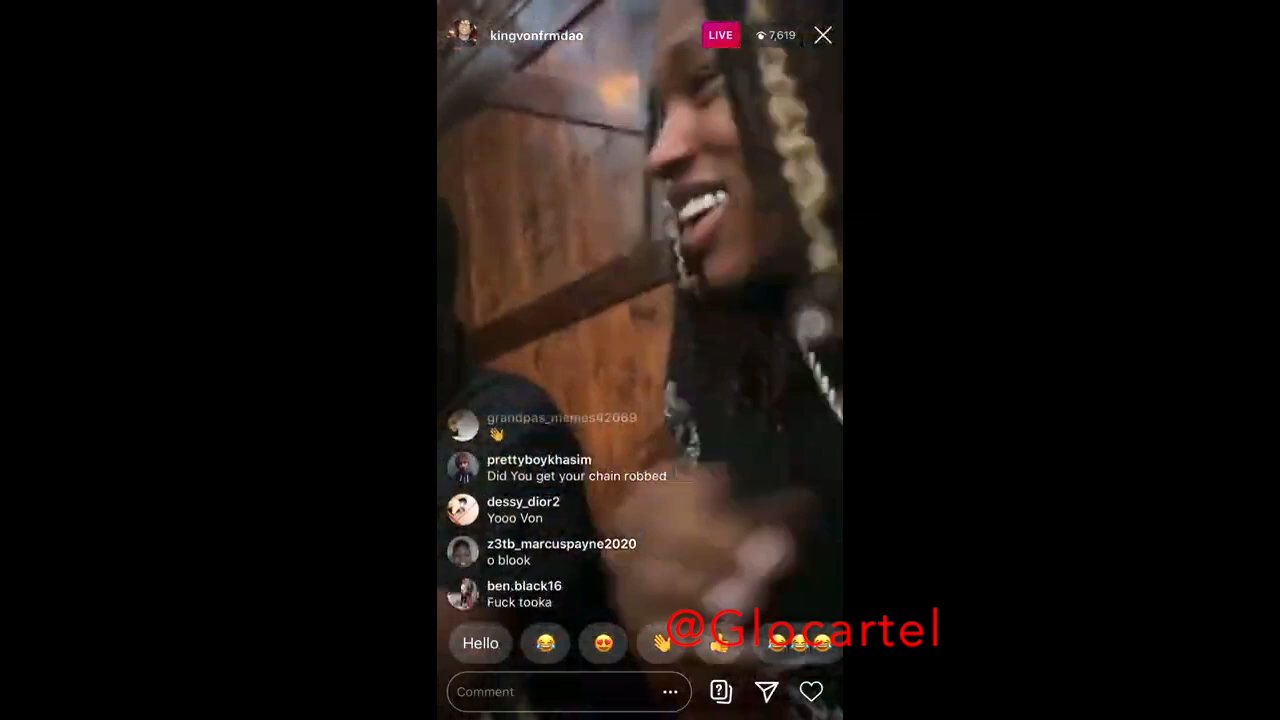 kingvonfrmdao
LIVE
7,619
grandpas_memes42069
👋
prettyboykhasim
Did You get your chain robbed
dessy_dior2
Yooo Von
z3tb_marcuspayne2020
o blook
ben.black16
Fuck tooka
@Glocartel
Hello 😂 😍 👋 👍 😂😂😂
Comment